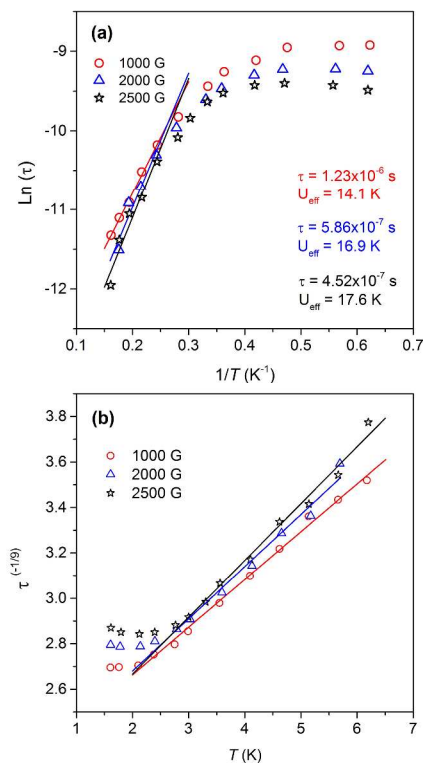 (a)
1000 G
2000 G
2500 G
Ln (τ)
-9
-10
-11
-12
τ = 1.23x10⁻⁶ s
U_eff = 14.1 K
τ = 5.86x10⁻⁷ s
U_eff = 16.9 K
τ = 4.52x10⁻⁷ s
U_eff = 17.6 K
0.1 0.2 0.3 0.4 0.5 0.6 0.7
1/T (K⁻¹)
(b)
1000 G
2000 G
2500 G
τ ⁽⁻¹/⁹⁾
3.8
3.6
3.4
3.2
3.0
2.8
2.6
1 2 3 4 5 6 7
T (K)